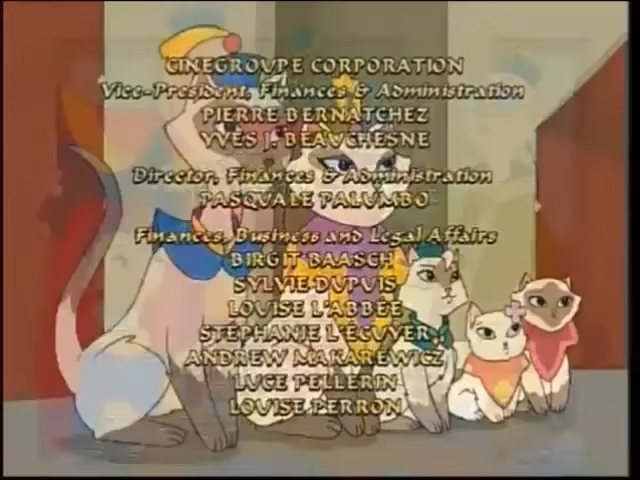 CINEGROUPE CORPORATION
Vice-President, Finances & Administration
PIERRE BERNATCHEZ
YVES J. BEAUCHESNE
Director, Finances & Administration
PASQUALE PALUMBO
Finances, Business and Legal Affairs
BIRGIT BAASCH
SYLVIE DUPUIS
LOUISE L'ABBÉE
STÉPHANIE L'ÉCUYER
ANDREW MAKAREWICZ
LUCE PELLERIN
LOUISE PERRON